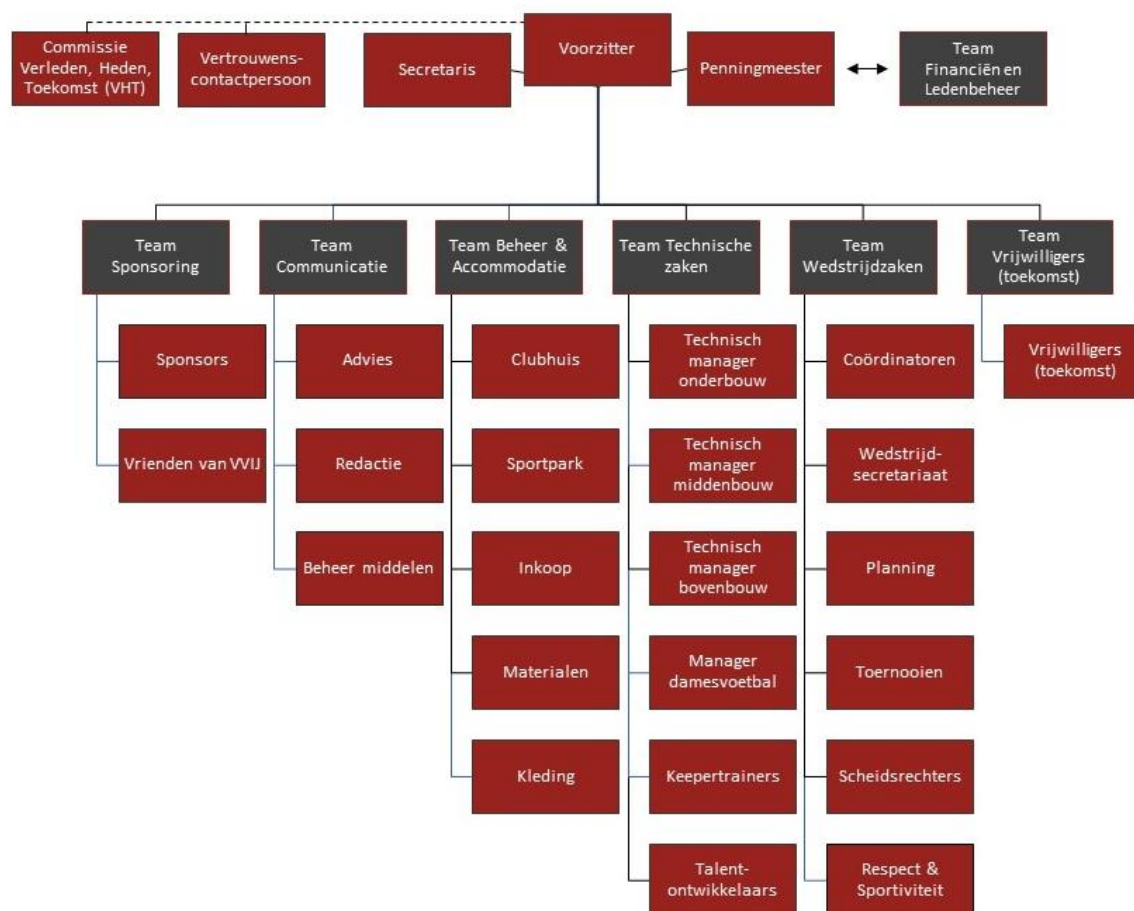 Commissie
Verleden, Heden,
Toekomst (VHT)
Vertrouwens-
contactpersoon
Secretaris
Voorzitter
Penningmeester
Team
Financiën en
Ledenbeheer
Team
Sponsoring
Team
Communicatie
Team Beheer &
Accommodatie
Team Technische
zaken
Team
Wedstrijdzaken
Team
Vrijwilligers
(toekomst)
Sponsors
Advies
Clubhuis
Technisch
manager
onderbouw
Coördinatoren
Vrijwilligers
(toekomst)
Vrienden van VVIJ
Redactie
Sportpark
Technisch
manager
middenbouw
Wedstrijd-
secretariaat
Beheer middelen
Inkoop
Technisch
manager
bovenbouw
Planning
Materialen
Manager
damesvoetbal
Toernooien
Kleding
Keepertrainers
Scheidsrechters
Talent-
ontwikkelaars
Respect &
Sportiviteit